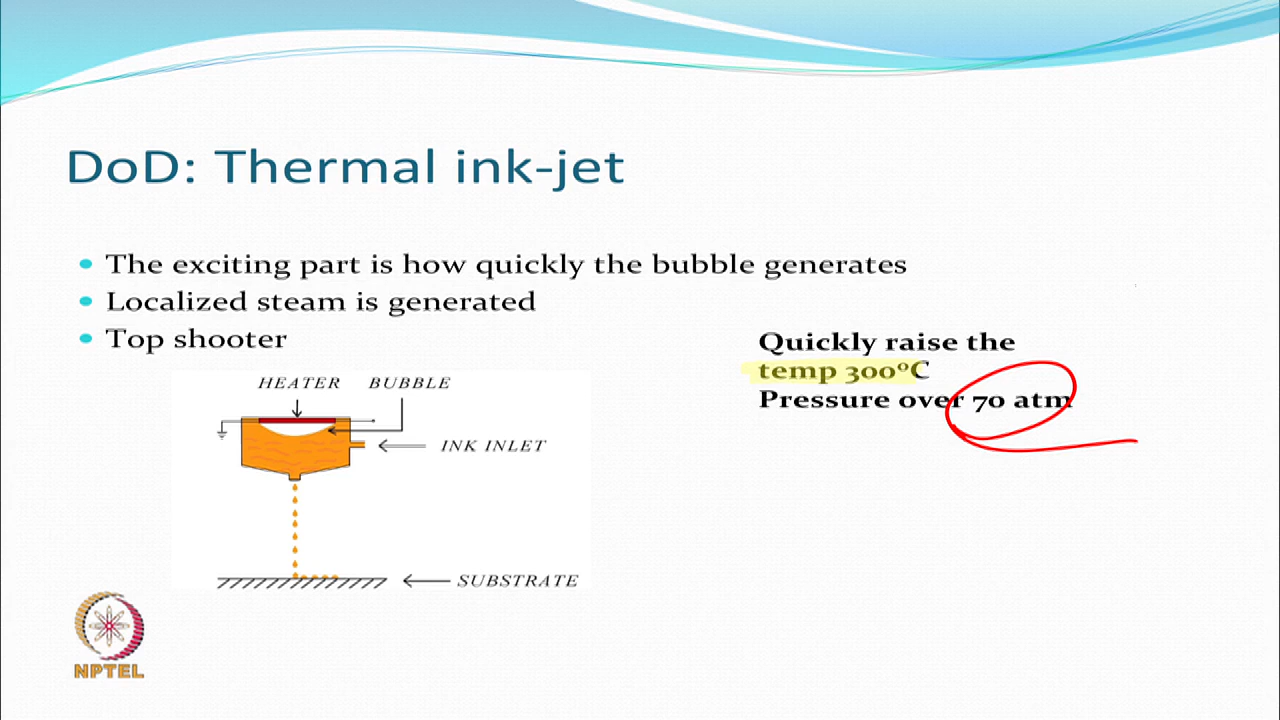 DoD: Thermal ink-jet
The exciting part is how quickly the bubble generates
Localized steam is generated
Top shooter
Quickly raise the
temp 300ºC
Pressure over 70 atm
HEATER BUBBLE
INK INLET
SUBSTRATE
NPTEL